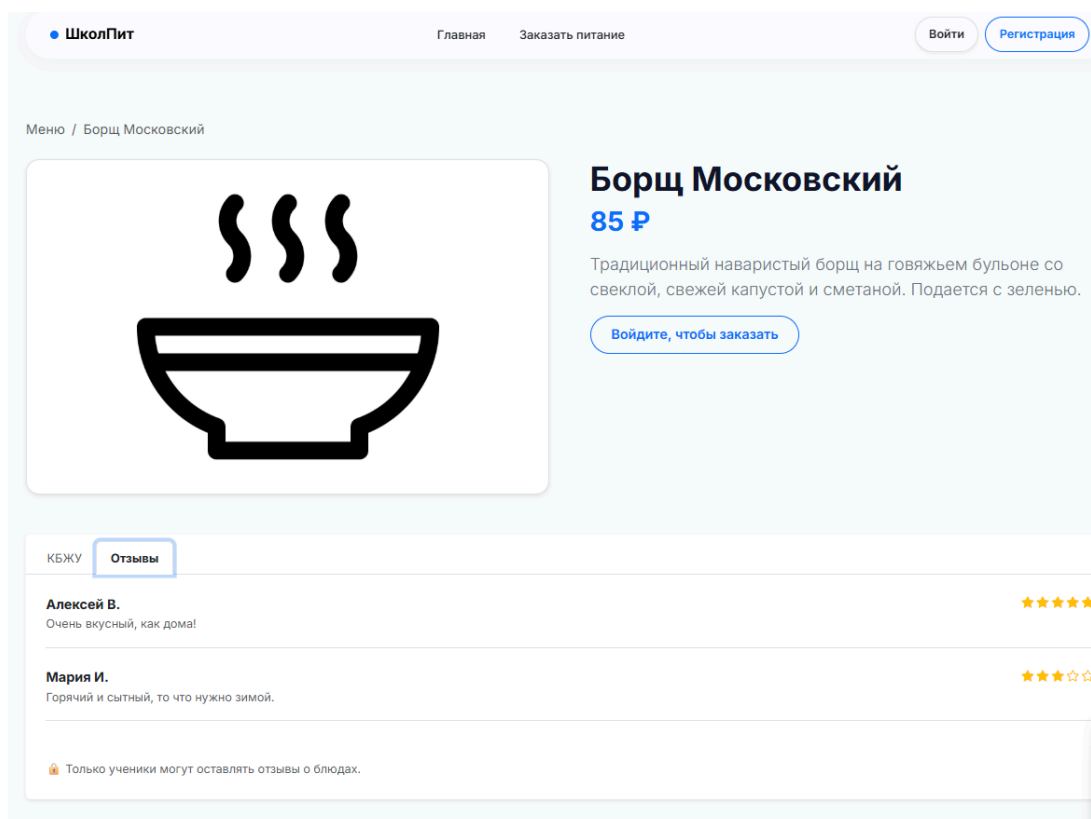 ШколПит
Главная
Заказать питание
Войти
Регистрация
Меню / Борщ Московский
Борщ Московский
85 ₽
Традиционный наваристый борщ на говяжьем бульоне со
свеклой, свежей капустой и сметаной. Подается с зеленью.
Войдите, чтобы заказать
КБЖУ
Отзывы
Алексей В.
Очень вкусный, как дома!
Мария И.
Горячий и сытный, то что нужно зимой.
Только ученики могут оставлять отзывы о блюдах.